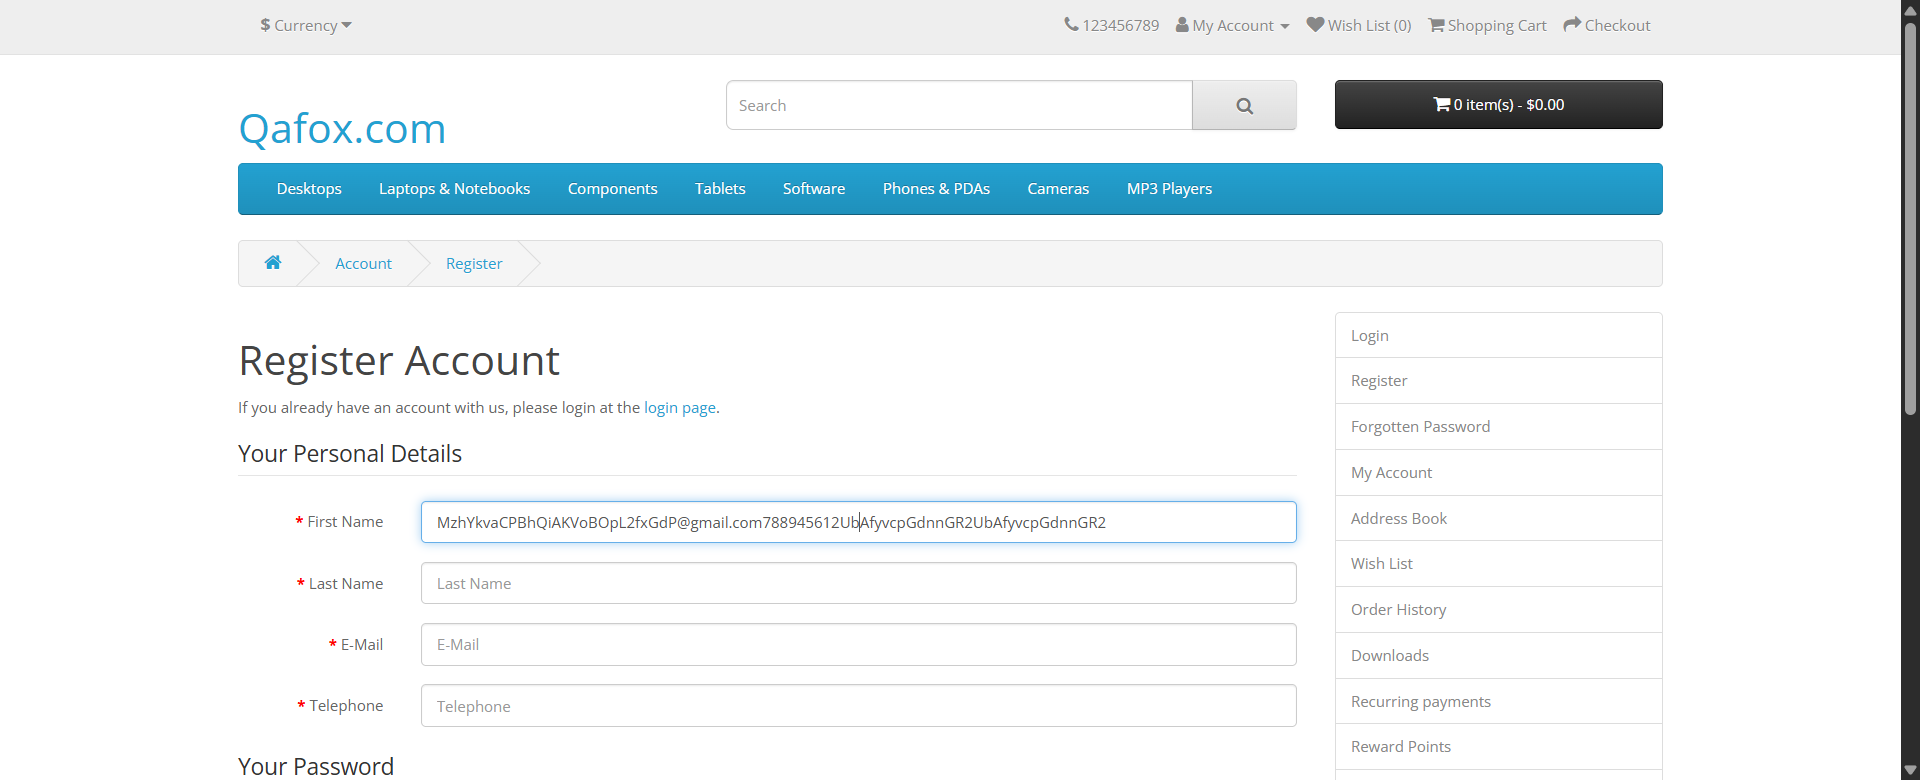 $ Currency
123456789 My Account Wish List (0) Shopping Cart Checkout
Qafox.com
Search
0 item(s) - $0.00
Desktops Laptops & Notebooks Components Tablets Software Phones & PDAs Cameras MP3 Players
Account Register
Register Account
If you already have an account with us, please login at the login page.
Your Personal Details
* First Name MzhYkvaCPBhQiAKVoBOpL2fxGdP@gmail.com788945612UbAfyvcpGdnnGR2UbAfyvcpGdnnGR2
* Last Name Last Name
* E-Mail E-Mail
* Telephone Telephone
Your Password
Login
Register
Forgotten Password
My Account
Address Book
Wish List
Order History
Downloads
Recurring payments
Reward Points